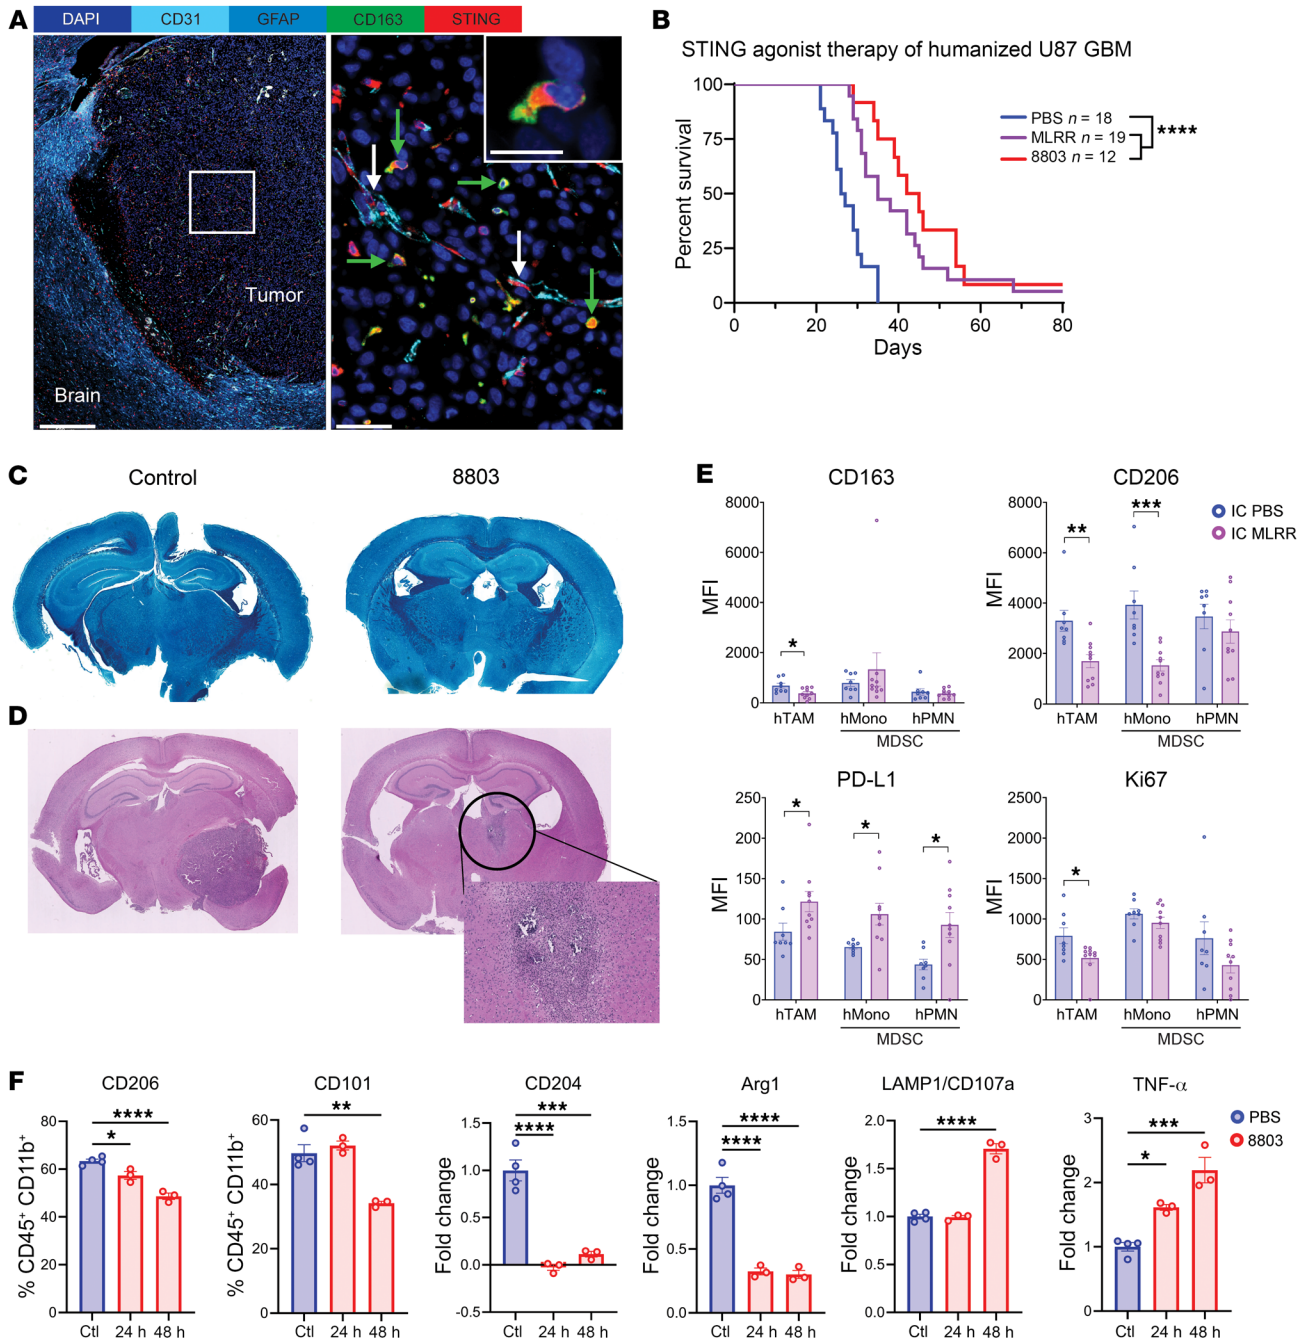 A
DAPI CD31 GFAP CD163 STING
Tumor
Brain
B
STING agonist therapy of humanized U87 GBM
Percent survival
100
75
50
25
0
0 20 40 60 80
Days
PBS n = 18
MLRR n = 19
8803 n = 12
****
C
Control 8803
D
E
CD163
MFI
8000
6000
4000
2000
0
*
hTAM hMono hPMN
MDSC
CD206
MFI
8000
6000
4000
2000
0
** ***
hTAM hMono hPMN
MDSC
IC PBS
IC MLRR
PD-L1
MFI
250
200
150
100
50
0
* * *
hTAM hMono hPMN
MDSC
Ki67
MFI
2500
2000
1500
1000
500
0
*
hTAM hMono hPMN
MDSC
F
CD206
% CD45+ CD11b+
80
60
40
20
0
****
*
Ctl 24 h 48 h
CD101
% CD45+ CD11b+
60
40
20
0
**
Ctl 24 h 48 h
CD204
Fold change
1.5
1.0
0.5
0.0
-0.5
***
****
Ctl 24 h 48 h
Arg1
Fold change
1.5
1.0
0.5
0.0
****
****
Ctl 24 h 48 h
LAMP1/CD107a
Fold change
2.0
1.5
1.0
0.5
0.0
****
Ctl 24 h 48 h
TNF-α
Fold change
3
2
1
0
***
*
Ctl 24 h 48 h
PBS
8803